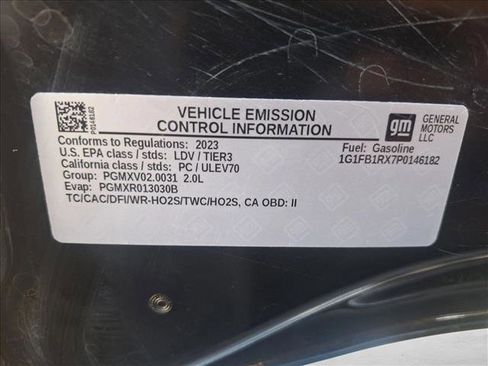 P0146182
VEHICLE EMISSION
CONTROL INFORMATION
gm
GENERAL
MOTORS
LLC
Conforms to Regulations: 2023
U.S. EPA class / stds: LDV / TIER3
California class / stds: PC / ULEV70
Group: PGMXV02.0031 2.0L
Evap: PGMXR013030B
TC/CAC/DFI/WR-HO2S/TWC/HO2S, CA OBD: II
Fuel: Gasoline
1G1FB1RX7P0146182